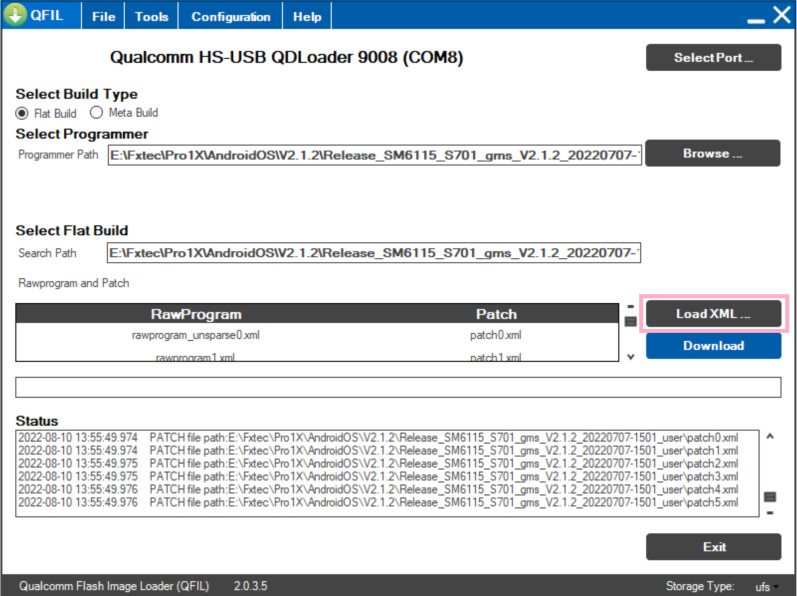 QFIL File Tools Configuration Help
Qualcomm HS-USB QDLoader 9008 (COM8)
Select Port ...
Select Build Type
Flat Build Meta Build
Select Programmer
Programmer Path E:\Fxtec\Pro1X\AndroidOS\V2.1.2\Release_SM6115_S701_gms_V2.1.2_20220707-
Browse ...
Select Flat Build
Search Path E:\Fxtec\Pro1X\AndroidOS\V2.1.2\Release_SM6115_S701_gms_V2.1.2_20220707-
Rawprogram and Patch
RawProgram Patch
Load XML ...
rawprogram_unsparse0.xml patch0.xml
Download
rawprogram1.xml patch1.xml
Status
2022-08-10 13:55:49.974 PATCH file path:E:\Fxtec\Pro1X\AndroidOS\V2.1.2\Release_SM6115_S701_gms_V2.1.2_20220707-1501_user\patch0.xml
2022-08-10 13:55:49.974 PATCH file path:E:\Fxtec\Pro1X\AndroidOS\V2.1.2\Release_SM6115_S701_gms_V2.1.2_20220707-1501_user\patch1.xml
2022-08-10 13:55:49.975 PATCH file path:E:\Fxtec\Pro1X\AndroidOS\V2.1.2\Release_SM6115_S701_gms_V2.1.2_20220707-1501_user\patch2.xml
2022-08-10 13:55:49.975 PATCH file path:E:\Fxtec\Pro1X\AndroidOS\V2.1.2\Release_SM6115_S701_gms_V2.1.2_20220707-1501_user\patch3.xml
2022-08-10 13:55:49.976 PATCH file path:E:\Fxtec\Pro1X\AndroidOS\V2.1.2\Release_SM6115_S701_gms_V2.1.2_20220707-1501_user\patch4.xml
2022-08-10 13:55:49.976 PATCH file path:E:\Fxtec\Pro1X\AndroidOS\V2.1.2\Release_SM6115_S701_gms_V2.1.2_20220707-1501_user\patch5.xml
Exit
Qualcomm Flash Image Loader (QFIL) 2.0.3.5 Storage Type: ufs